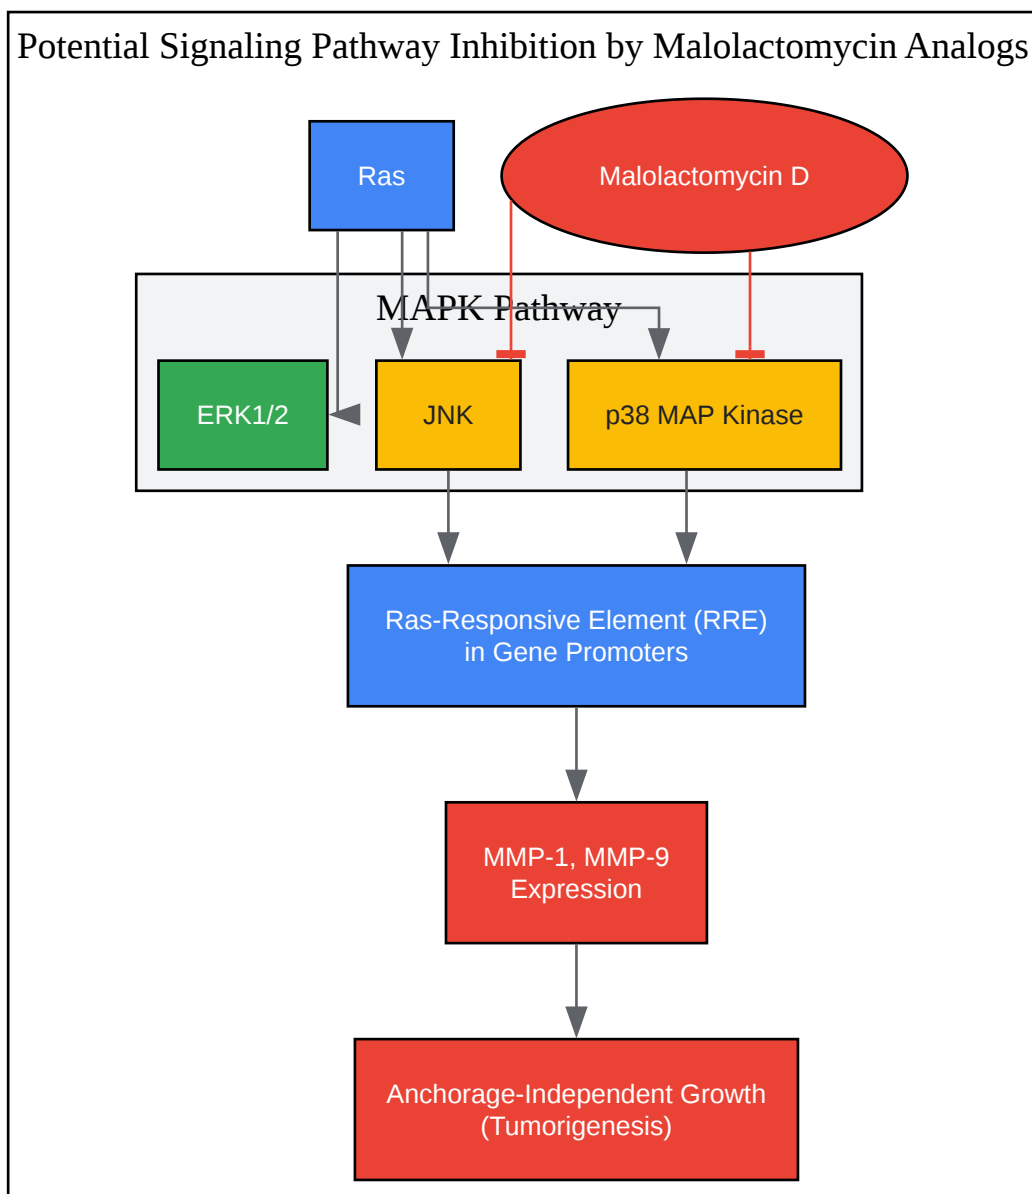 Potential Signaling Pathway Inhibition by Malolactomycin Analogs
Ras
Malolactomycin D
MAPK Pathway
ERK1/2
JNK
p38 MAP Kinase
Ras-Responsive Element (RRE)
in Gene Promoters
MMP-1, MMP-9
Expression
Anchorage-Independent Growth
(Tumorigenesis)